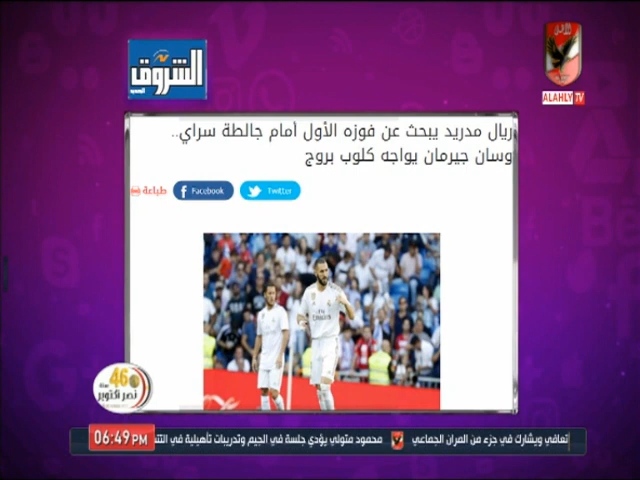 الشروق
ALAHLY TV
ريال مدريد يبحث عن فوزه الأول أمام جالطة سراي..
وسان جيرمان يواجه كلوب بروج
طباعة
Facebook
Twitter
Emirates
46
سنة
نصر أكتوبر
06:49 PM
تعافي ويشارك في جزء من المران الجماعي
محمود متولي يؤدي جلسة في الجيم وتدريبات تأهيلية في